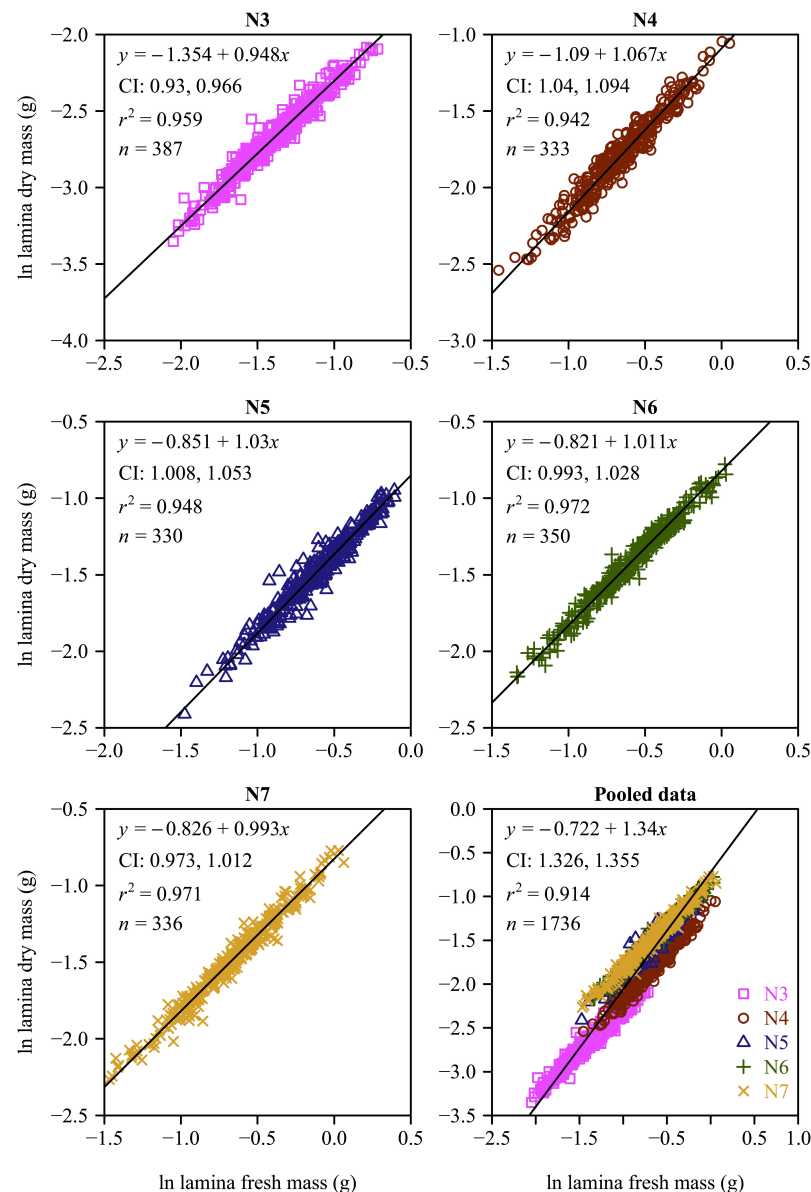 N3
y = −1.354 + 0.948x
CI: 0.93, 0.966
r² = 0.959
n = 387
−2.0
−2.5
−3.0
−3.5
−4.0
−2.5 −2.0 −1.5 −1.0 −0.5
ln lamina dry mass (g)
N4
y = −1.09 + 1.067x
CI: 1.04, 1.094
r² = 0.942
n = 333
−1.0
−1.5
−2.0
−2.5
−3.0
−1.5 −1.0 −0.5 0.0 0.5
N5
y = −0.851 + 1.03x
CI: 1.008, 1.053
r² = 0.948
n = 330
−0.5
−1.0
−1.5
−2.0
−2.5
−2.0 −1.5 −1.0 −0.5 0.0
ln lamina dry mass (g)
N6
y = −0.821 + 1.011x
CI: 0.993, 1.028
r² = 0.972
n = 350
−0.5
−1.0
−1.5
−2.0
−2.5
−1.5 −1.0 −0.5 0.0 0.5
N7
y = −0.826 + 0.993x
CI: 0.973, 1.012
r² = 0.971
n = 336
−0.5
−1.0
−1.5
−2.0
−2.5
−1.5 −1.0 −0.5 0.0 0.5
ln lamina dry mass (g)
ln lamina fresh mass (g)
Pooled data
y = −0.722 + 1.34x
CI: 1.326, 1.355
r² = 0.914
n = 1736
0.0
−0.5
−1.0
−1.5
−2.0
−2.5
−3.0
−3.5
N3
N4
N5
N6
N7
−2.5 −1.5 −0.5 0.0 0.5 1.0
ln lamina fresh mass (g)